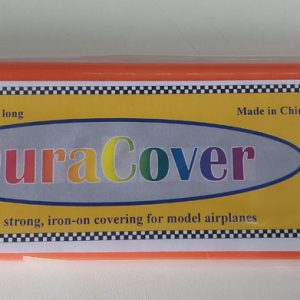 long Made in Chin
uraCover
strong, iron-on covering for model airplanes